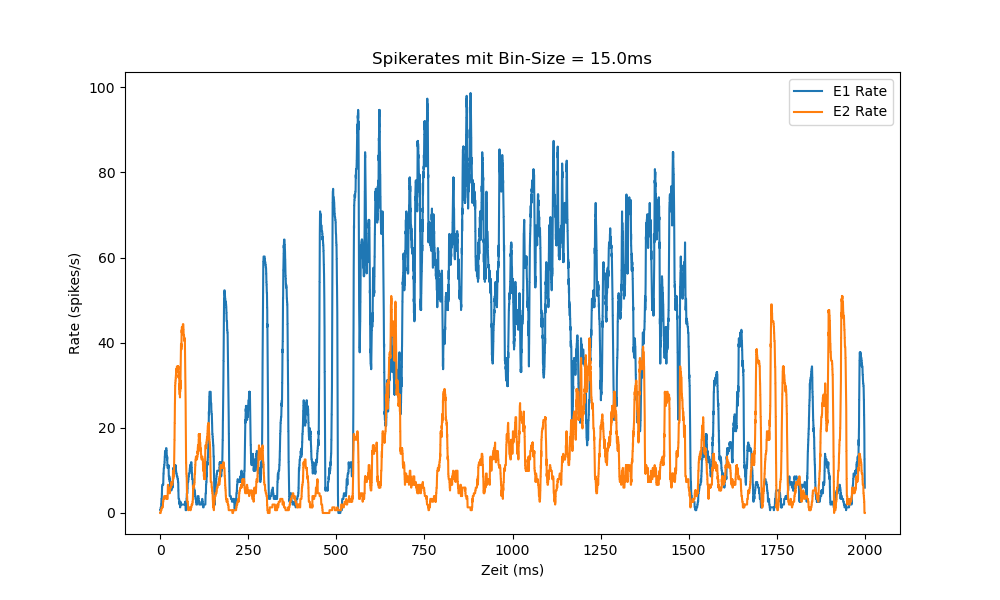 Spikerates mit Bin-Size = 15.0ms
E1 Rate
E2 Rate
Rate (spikes/s)
100
80
60
40
20
0
0 250 500 750 1000 1250 1500 1750 2000
Zeit (ms)